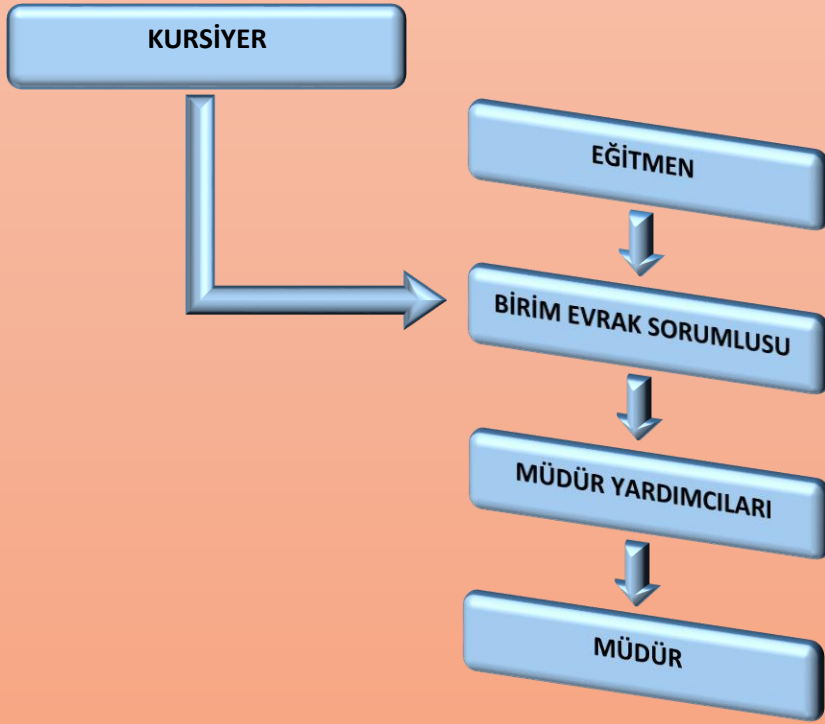 KURSİYER
EĞİTMEN
BİRİM EVRAK SORUMLUSU
MÜDÜR YARDIMCILARI
MÜDÜR